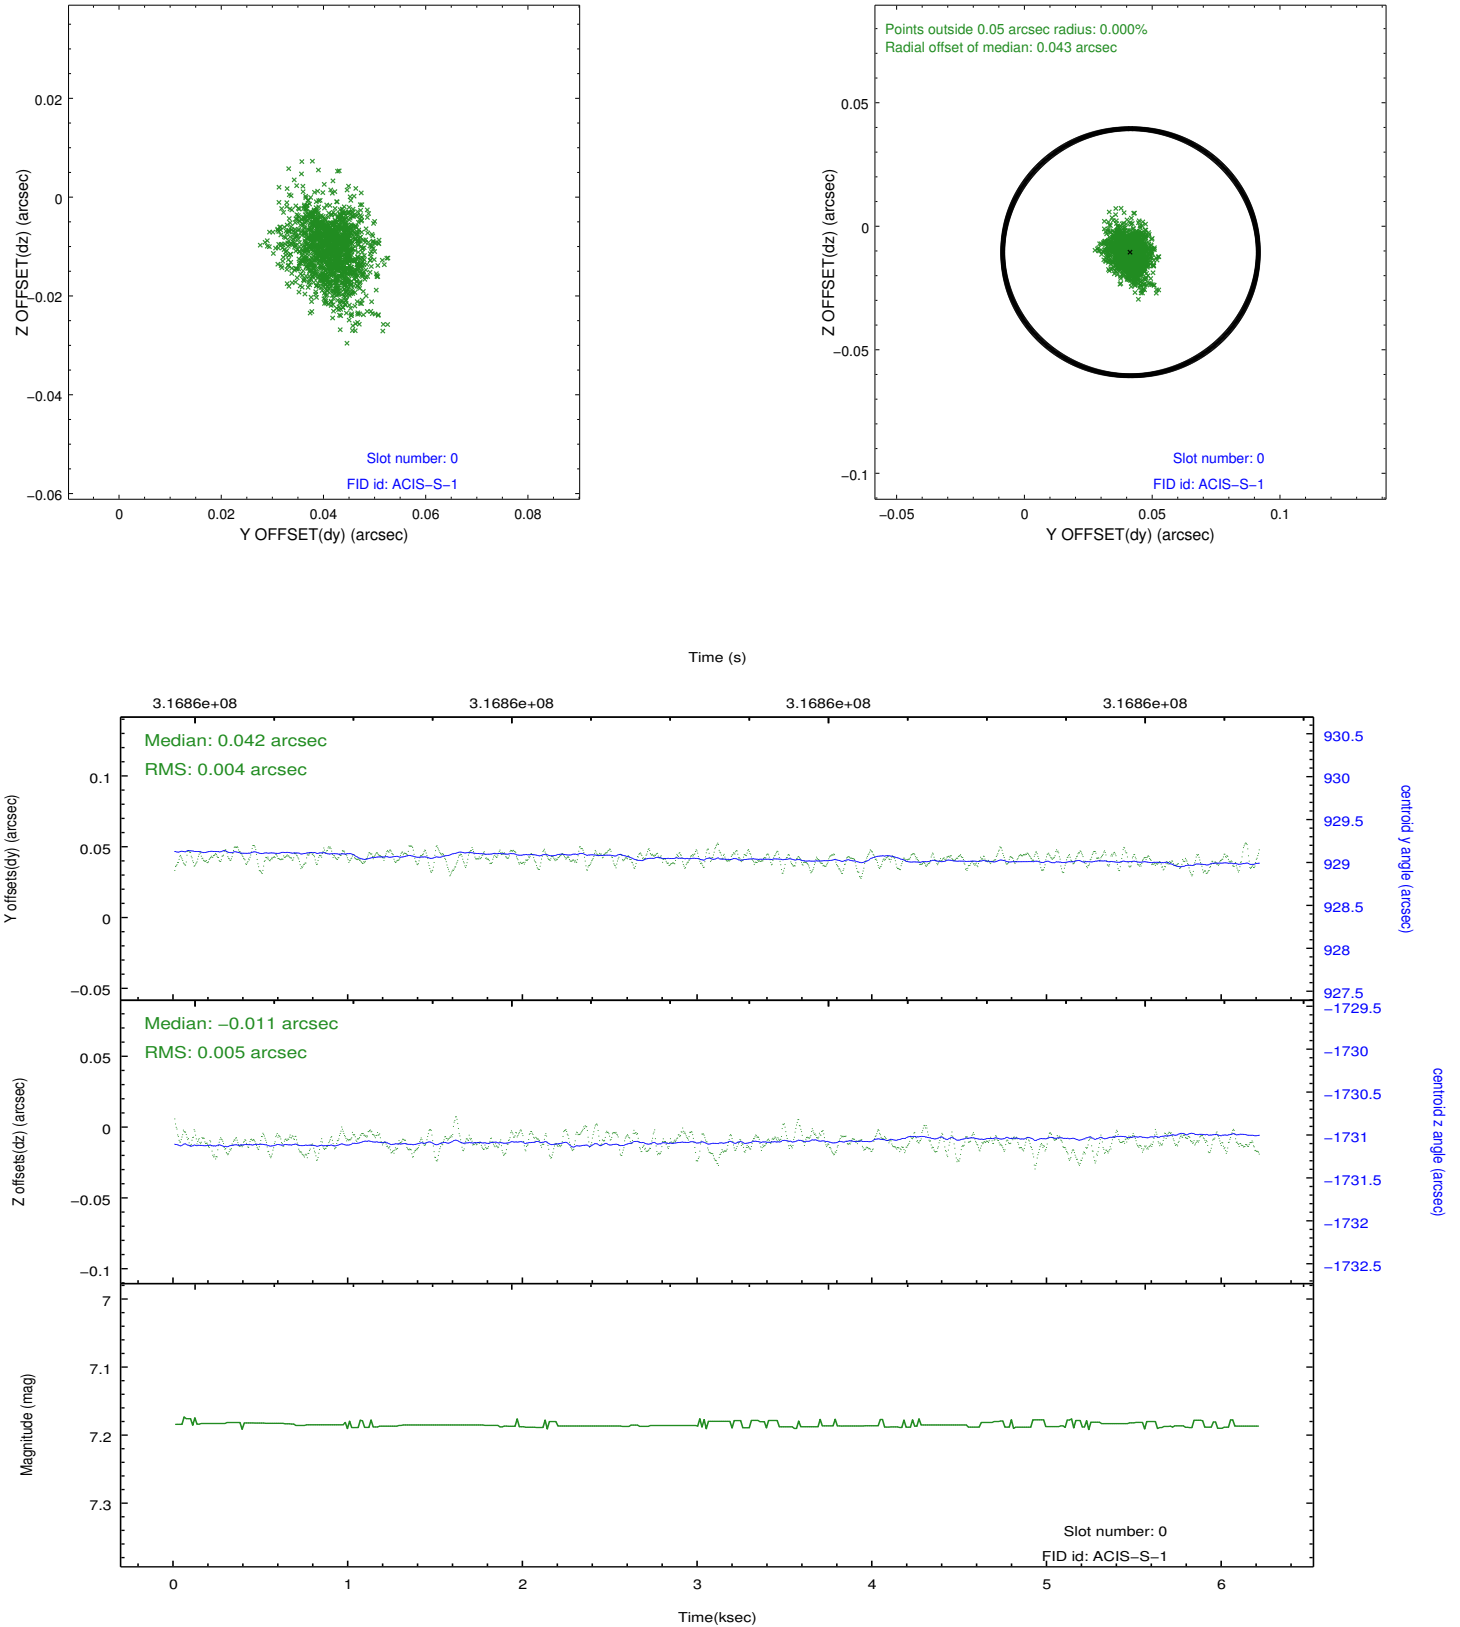 0.02
0
−0.02
−0.04
−0.06
Z OFFSET(dz) (arcsec)
Slot number: 0
FID id: ACIS−S−1
0
0.02
0.04
0.06
0.08
Y OFFSET(dy) (arcsec)
Points outside 0.05 arcsec radius: 0.000%
Radial offset of median: 0.043 arcsec
0.05
0
−0.05
−0.1
Z OFFSET(dz) (arcsec)
Slot number: 0
FID id: ACIS−S−1
−0.05
0
0.05
0.1
Y OFFSET(dy) (arcsec)
Time (s)
3.1686e+08
3.1686e+08
3.1686e+08
3.1686e+08
Median: 0.042 arcsec
RMS: 0.004 arcsec
0.1
0.05
0
−0.05
Y offsets(dy) (arcsec)
930.5
930
929.5
929
928.5
928
927.5
centroid y angle (arcsec)
Median: −0.011 arcsec
RMS: 0.005 arcsec
0.05
0
−0.05
−0.1
Z offsets(dz) (arcsec)
−1729.5
−1730
−1730.5
−1731
−1731.5
−1732
−1732.5
centroid z angle (arcsec)
7
7.1
7.2
7.3
Magnitude (mag)
Slot number: 0
FID id: ACIS−S−1
0
1
2
3
4
5
6
Time(ksec)